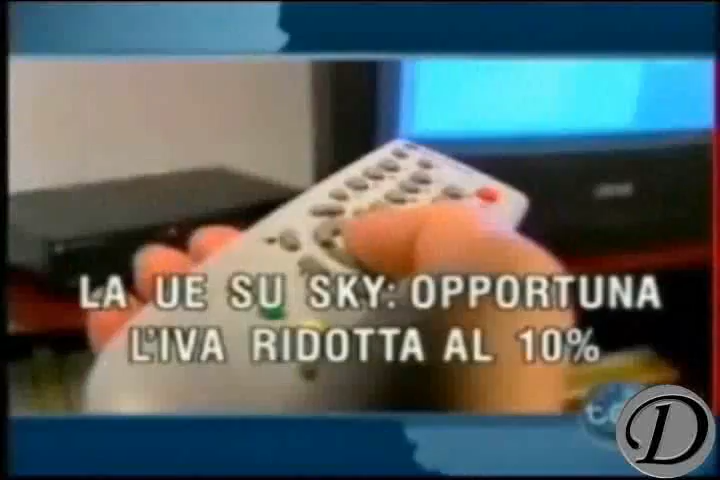 LA UE SU SKY: OPPORTUNA
L'IVA RIDOTTA AL 10%
D